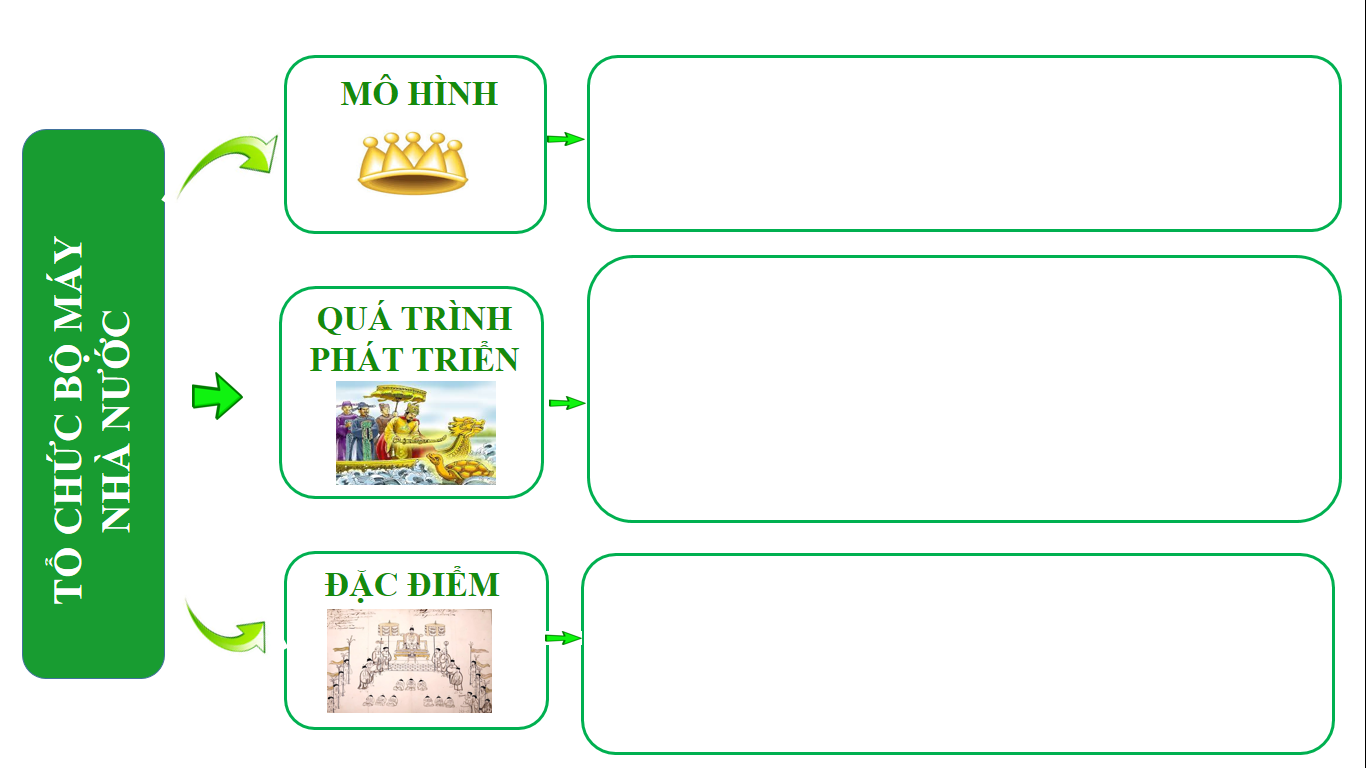 TỔ CHỨC BỘ MÁY
NHÀ NƯỚC
MÔ HÌNH
QUÁ TRÌNH
PHÁT TRIỂN
ĐẶC ĐIỂM